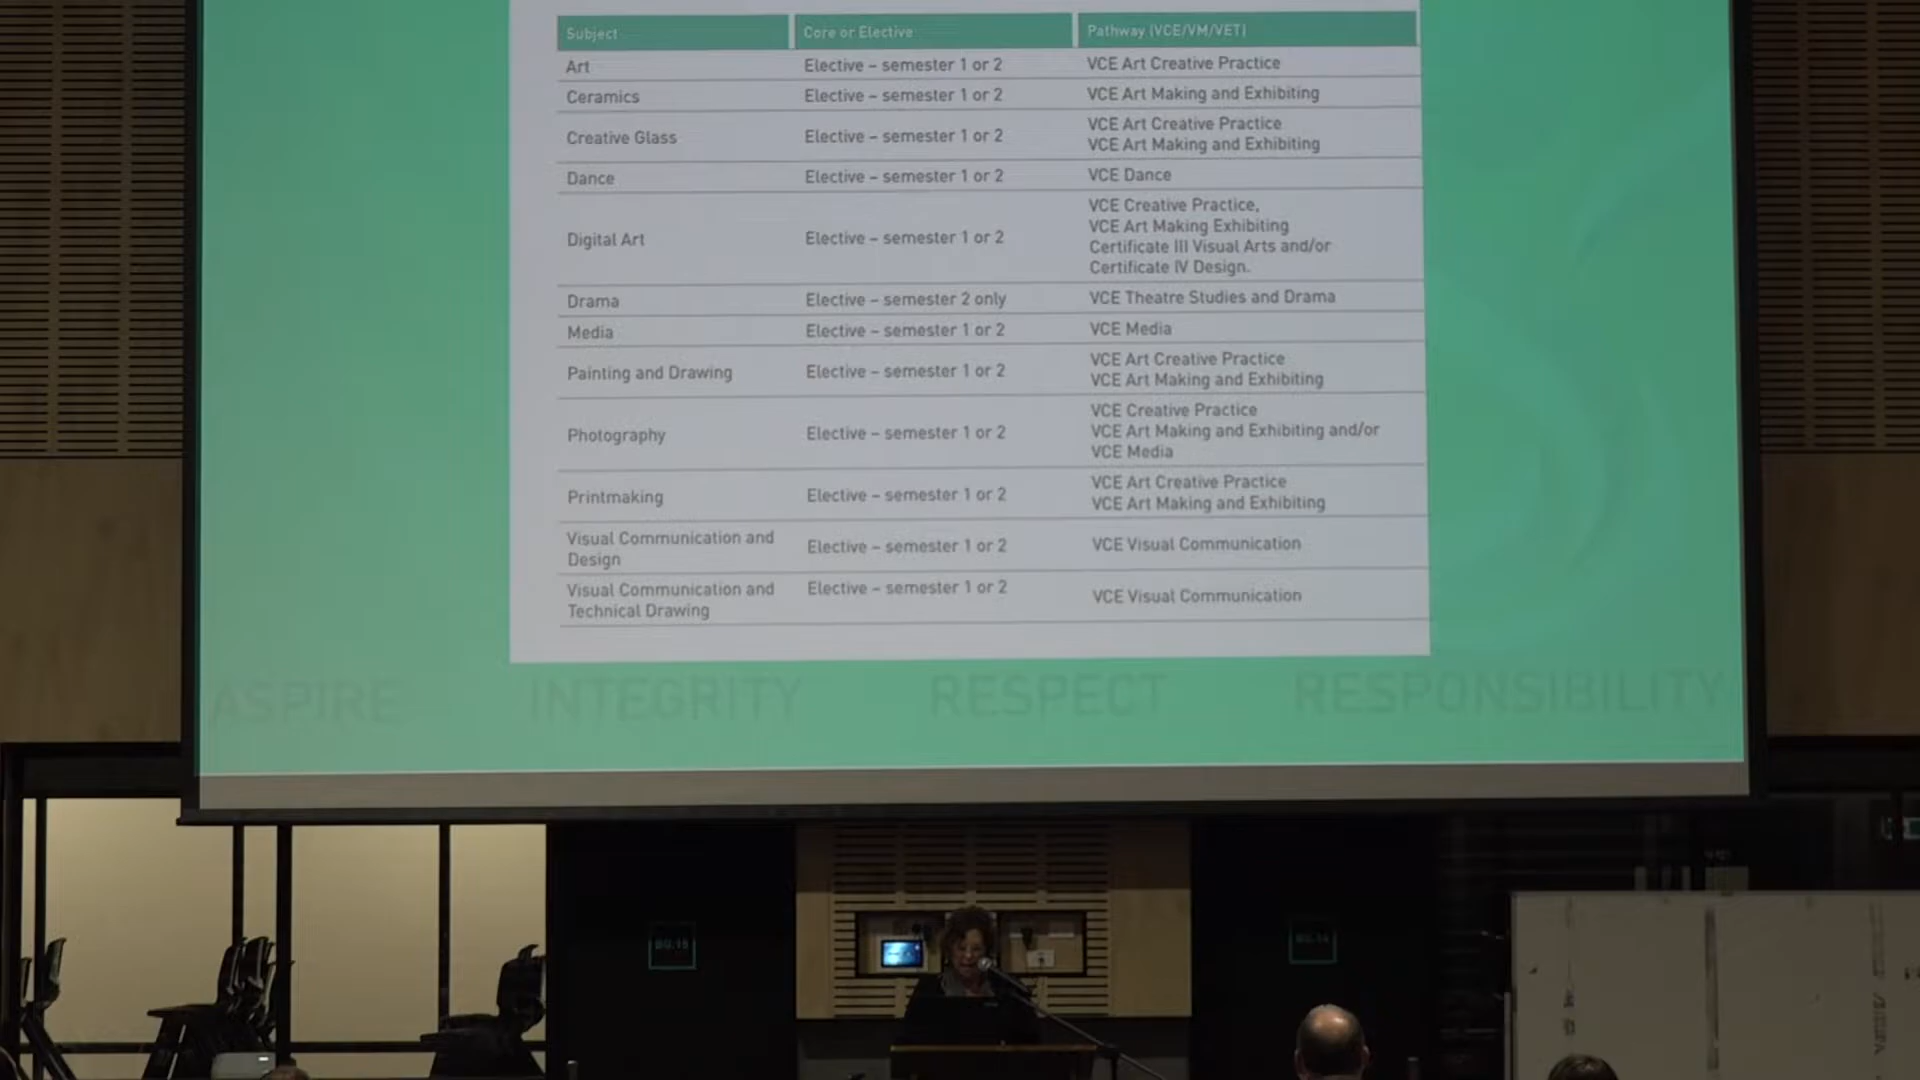 Subject Core or Elective Pathway (VCE/VM/VET)
Art Elective – semester 1 or 2 VCE Art Creative Practice
Ceramics Elective – semester 1 or 2 VCE Art Making and Exhibiting
Creative Glass Elective – semester 1 or 2 VCE Art Creative Practice
VCE Art Making and Exhibiting
Dance Elective – semester 1 or 2 VCE Dance
Digital Art Elective – semester 1 or 2 VCE Creative Practice,
VCE Art Making Exhibiting
Certificate III Visual Arts and/or
Certificate IV Design.
Drama Elective – semester 2 only VCE Theatre Studies and Drama
Media Elective – semester 1 or 2 VCE Media
Painting and Drawing Elective – semester 1 or 2 VCE Art Creative Practice
VCE Art Making and Exhibiting
Photography Elective – semester 1 or 2 VCE Creative Practice
VCE Art Making and Exhibiting and/or
VCE Media
Printmaking Elective – semester 1 or 2 VCE Art Creative Practice
VCE Art Making and Exhibiting
Visual Communication and
Design Elective – semester 1 or 2 VCE Visual Communication
Visual Communication and
Technical Drawing Elective – semester 1 or 2 VCE Visual Communication
ASPIRE INTEGRITY RESPECT RESPONSIBILITY